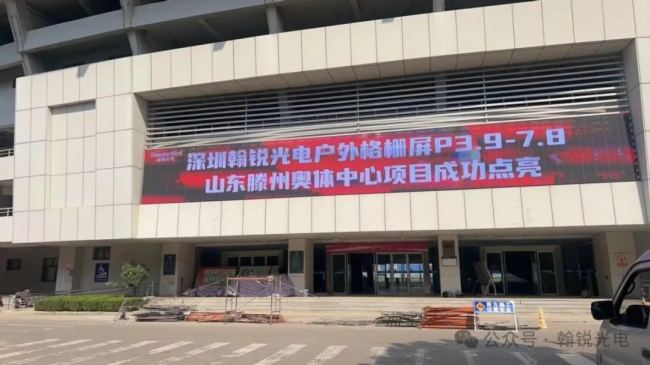 深圳翰锐光电户外格栅屏P3.9-7.8
山东滕州奥体中心项目成功点亮
公众号·翰锐光电